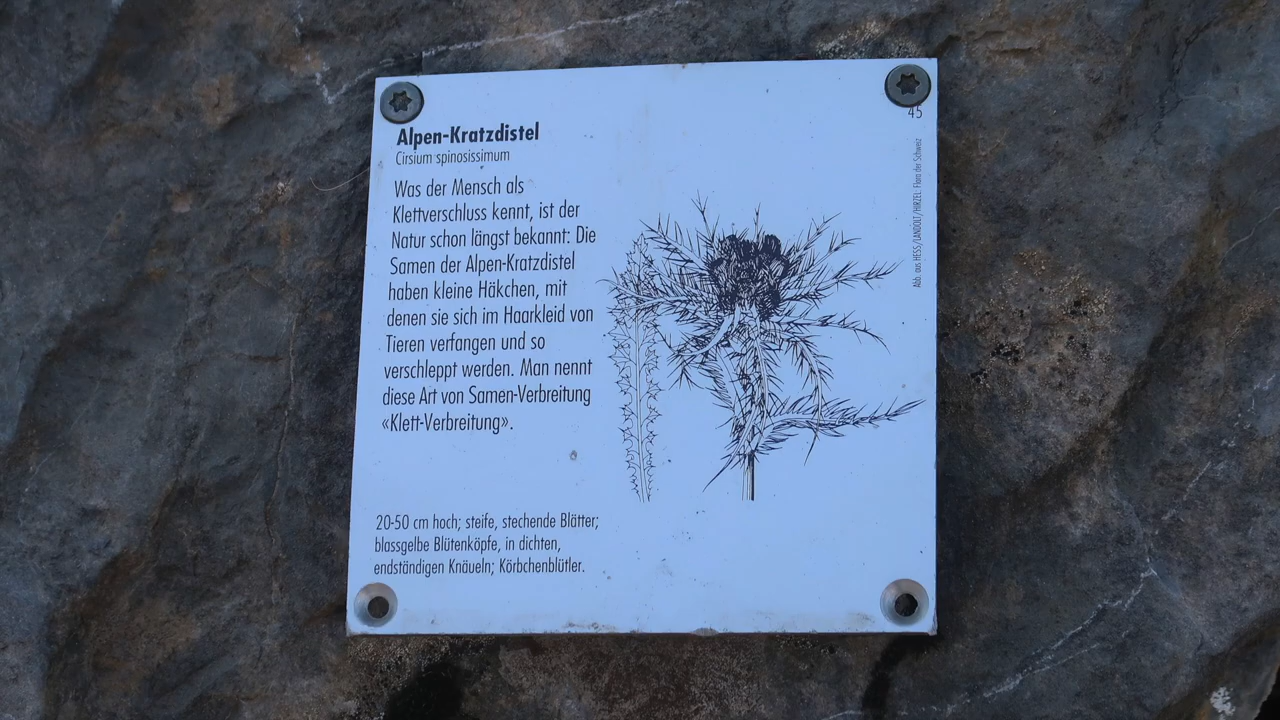 Alpen-Kratzdistel
Cirsium spinosissimum
Was der Mensch als
Klettverschluss kennt, ist der
Natur schon längst bekannt: Die
Samen der Alpen-Kratzdistel
haben kleine Häkchen, mit
denen sie sich im Haarkleid von
Tieren verfangen und so
verschleppt werden. Man nennt
diese Art von Samen-Verbreitung
«Klett-Verbreitung».
20-50 cm hoch; steife, stechende Blätter;
blassgelbe Blütenköpfe, in dichten,
endständigen Knäueln; Körbchenblütler.
45
Abb. aus HESS/LANDOLT/HIRZEL: Flora der Schweiz